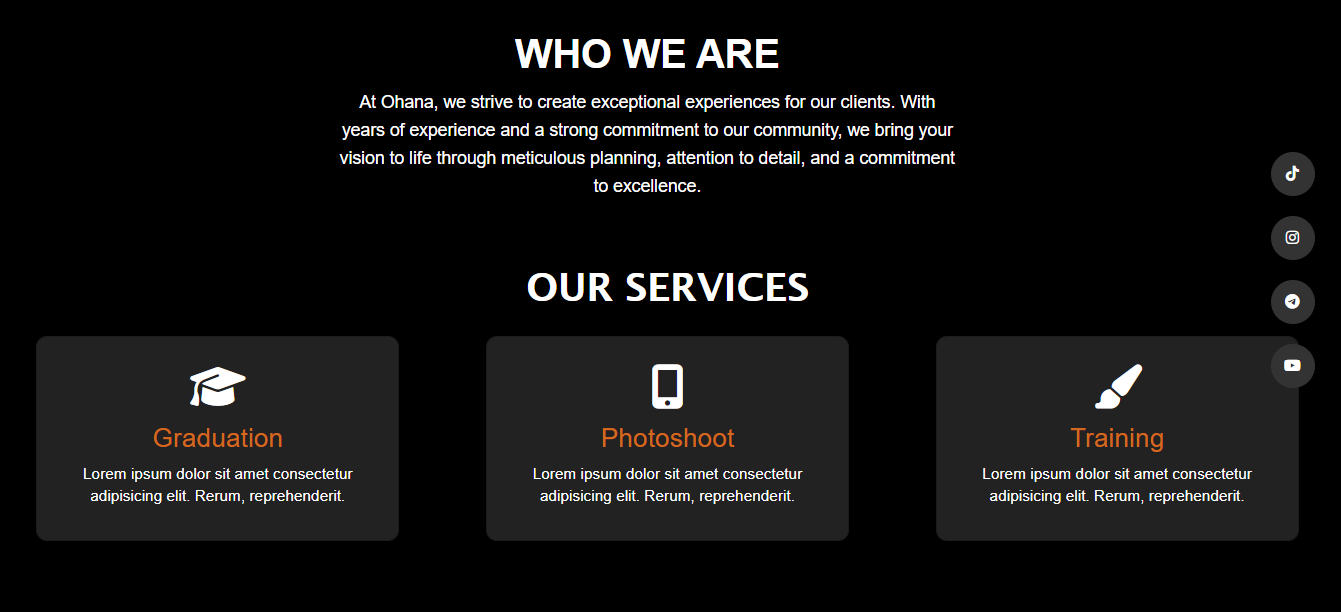 WHO WE ARE
At Ohana, we strive to create exceptional experiences for our clients. With
years of experience and a strong commitment to our community, we bring your
vision to life through meticulous planning, attention to detail, and a commitment
to excellence.
OUR SERVICES
Graduation
Lorem ipsum dolor sit amet consectetur
adipisicing elit. Rerum, reprehenderit.
Photoshoot
Lorem ipsum dolor sit amet consectetur
adipisicing elit. Rerum, reprehenderit.
Training
Lorem ipsum dolor sit amet consectetur
adipisicing elit. Rerum, reprehenderit.